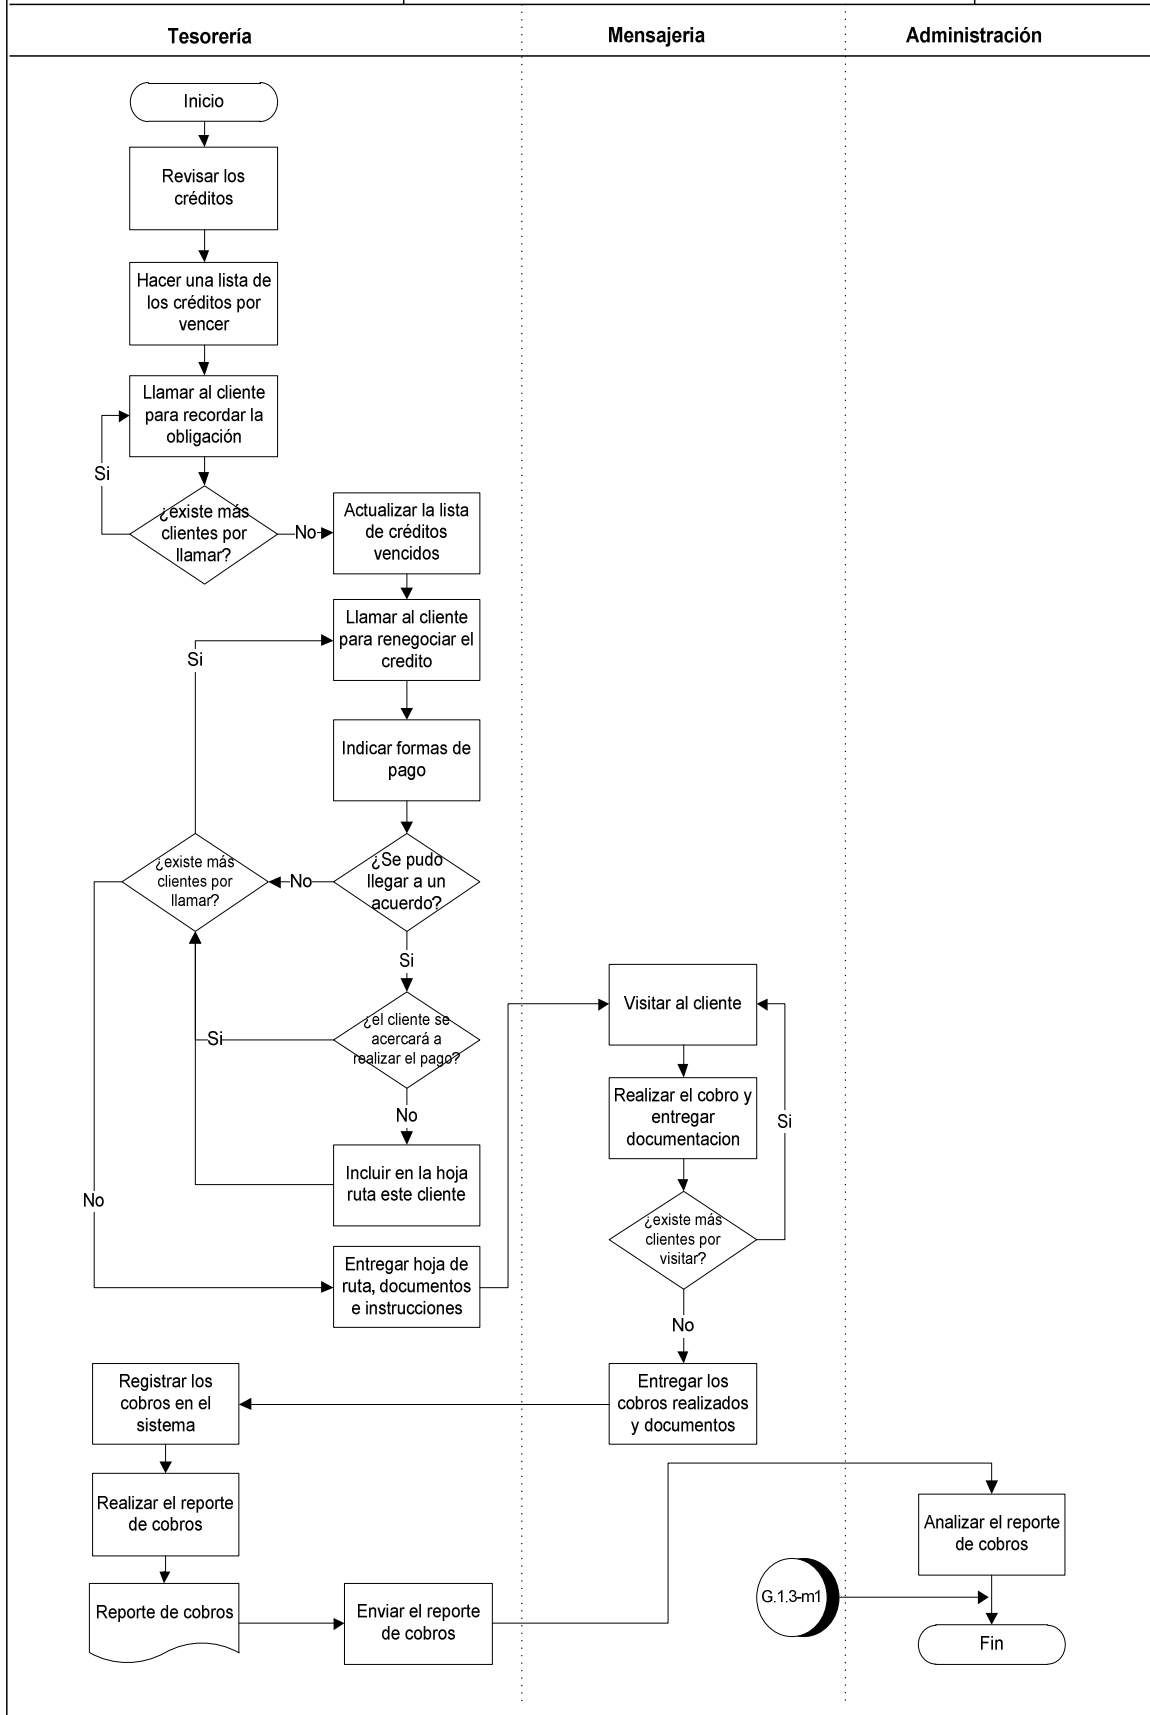 Tesorería
Mensajeria
Administración
Inicio
Revisar los
créditos
Hacer una lista de
los créditos por
vencer
Llamar al cliente
para recordar la
obligación
Si
¿existe más
clientes por
llamar?
No
Actualizar la lista
de créditos
vencidos
Llamar al cliente
para renegociar el
credito
Si
Indicar formas de
pago
¿Se pudo
llegar a un
acuerdo?
No
¿existe más
clientes por
llamar?
Si
¿el cliente se
acercará a
realizar el pago?
Si
No
Incluir en la hoja
ruta este cliente
No
Entregar hoja de
ruta, documentos
e instrucciones
Visitar al cliente
Realizar el cobro y
entregar
documentacion
Si
¿existe más
clientes por
visitar?
No
Entregar los
cobros realizados
y documentos
Registrar los
cobros en el
sistema
Realizar el reporte
de cobros
Reporte de cobros
Enviar el reporte
de cobros
Analizar el reporte
de cobros
G.1.3-m1
Fin